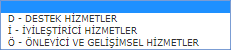 D - DESTEK HİZMETLER
İ - İYİLEŞTİRİCİ HİZMETLER
Ö - ÖNLEYİCİ VE GELİŞİMSEL HİZMETLER